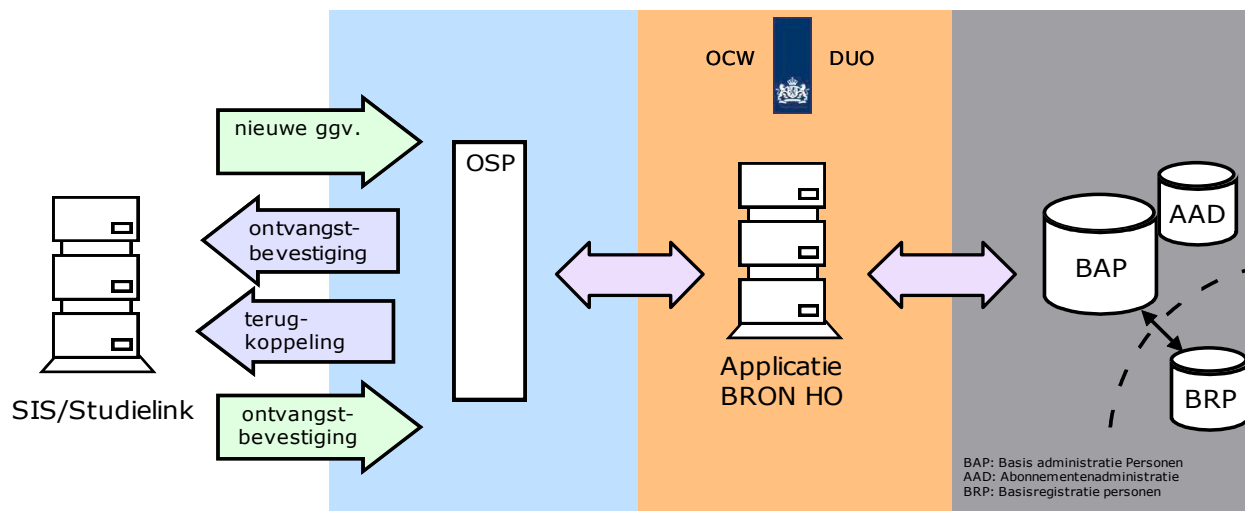 OCW DUO
nieuwe ggv.
OSP
ontvangst-
bevestiging
terug-
koppeling
ontvangst-
bevestiging
SIS/Studielink
Applicatie
BRON HO
BAP
AAD
BRP
BAP: Basis administratie Personen
AAD: Abonnementenadministratie
BRP: Basisregistratie personen